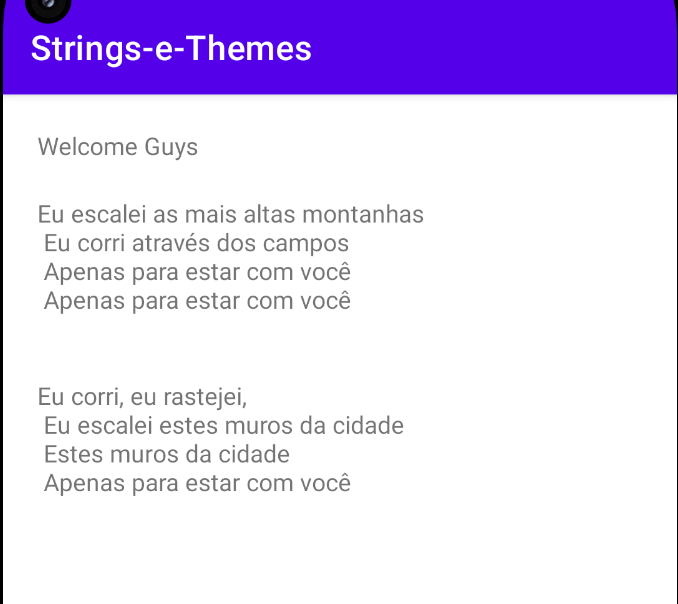 Strings-e-Themes
Welcome Guys
Eu escalei as mais altas montanhas
Eu corri através dos campos
Apenas para estar com você
Apenas para estar com você
Eu corri, eu rastejei,
Eu escalei estes muros da cidade
Estes muros da cidade
Apenas para estar com você